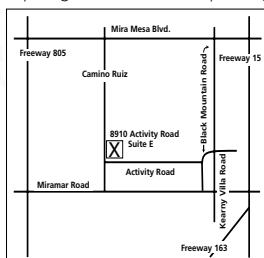 Mira Mesa Blvd.
Freeway 805
Freeway 15
Camino Ruiz
←Black Mountain Road→
8910 Activity Road
Suite E
X
Activity Road
Miramar Road
Kearny Villa Road
Freeway 163